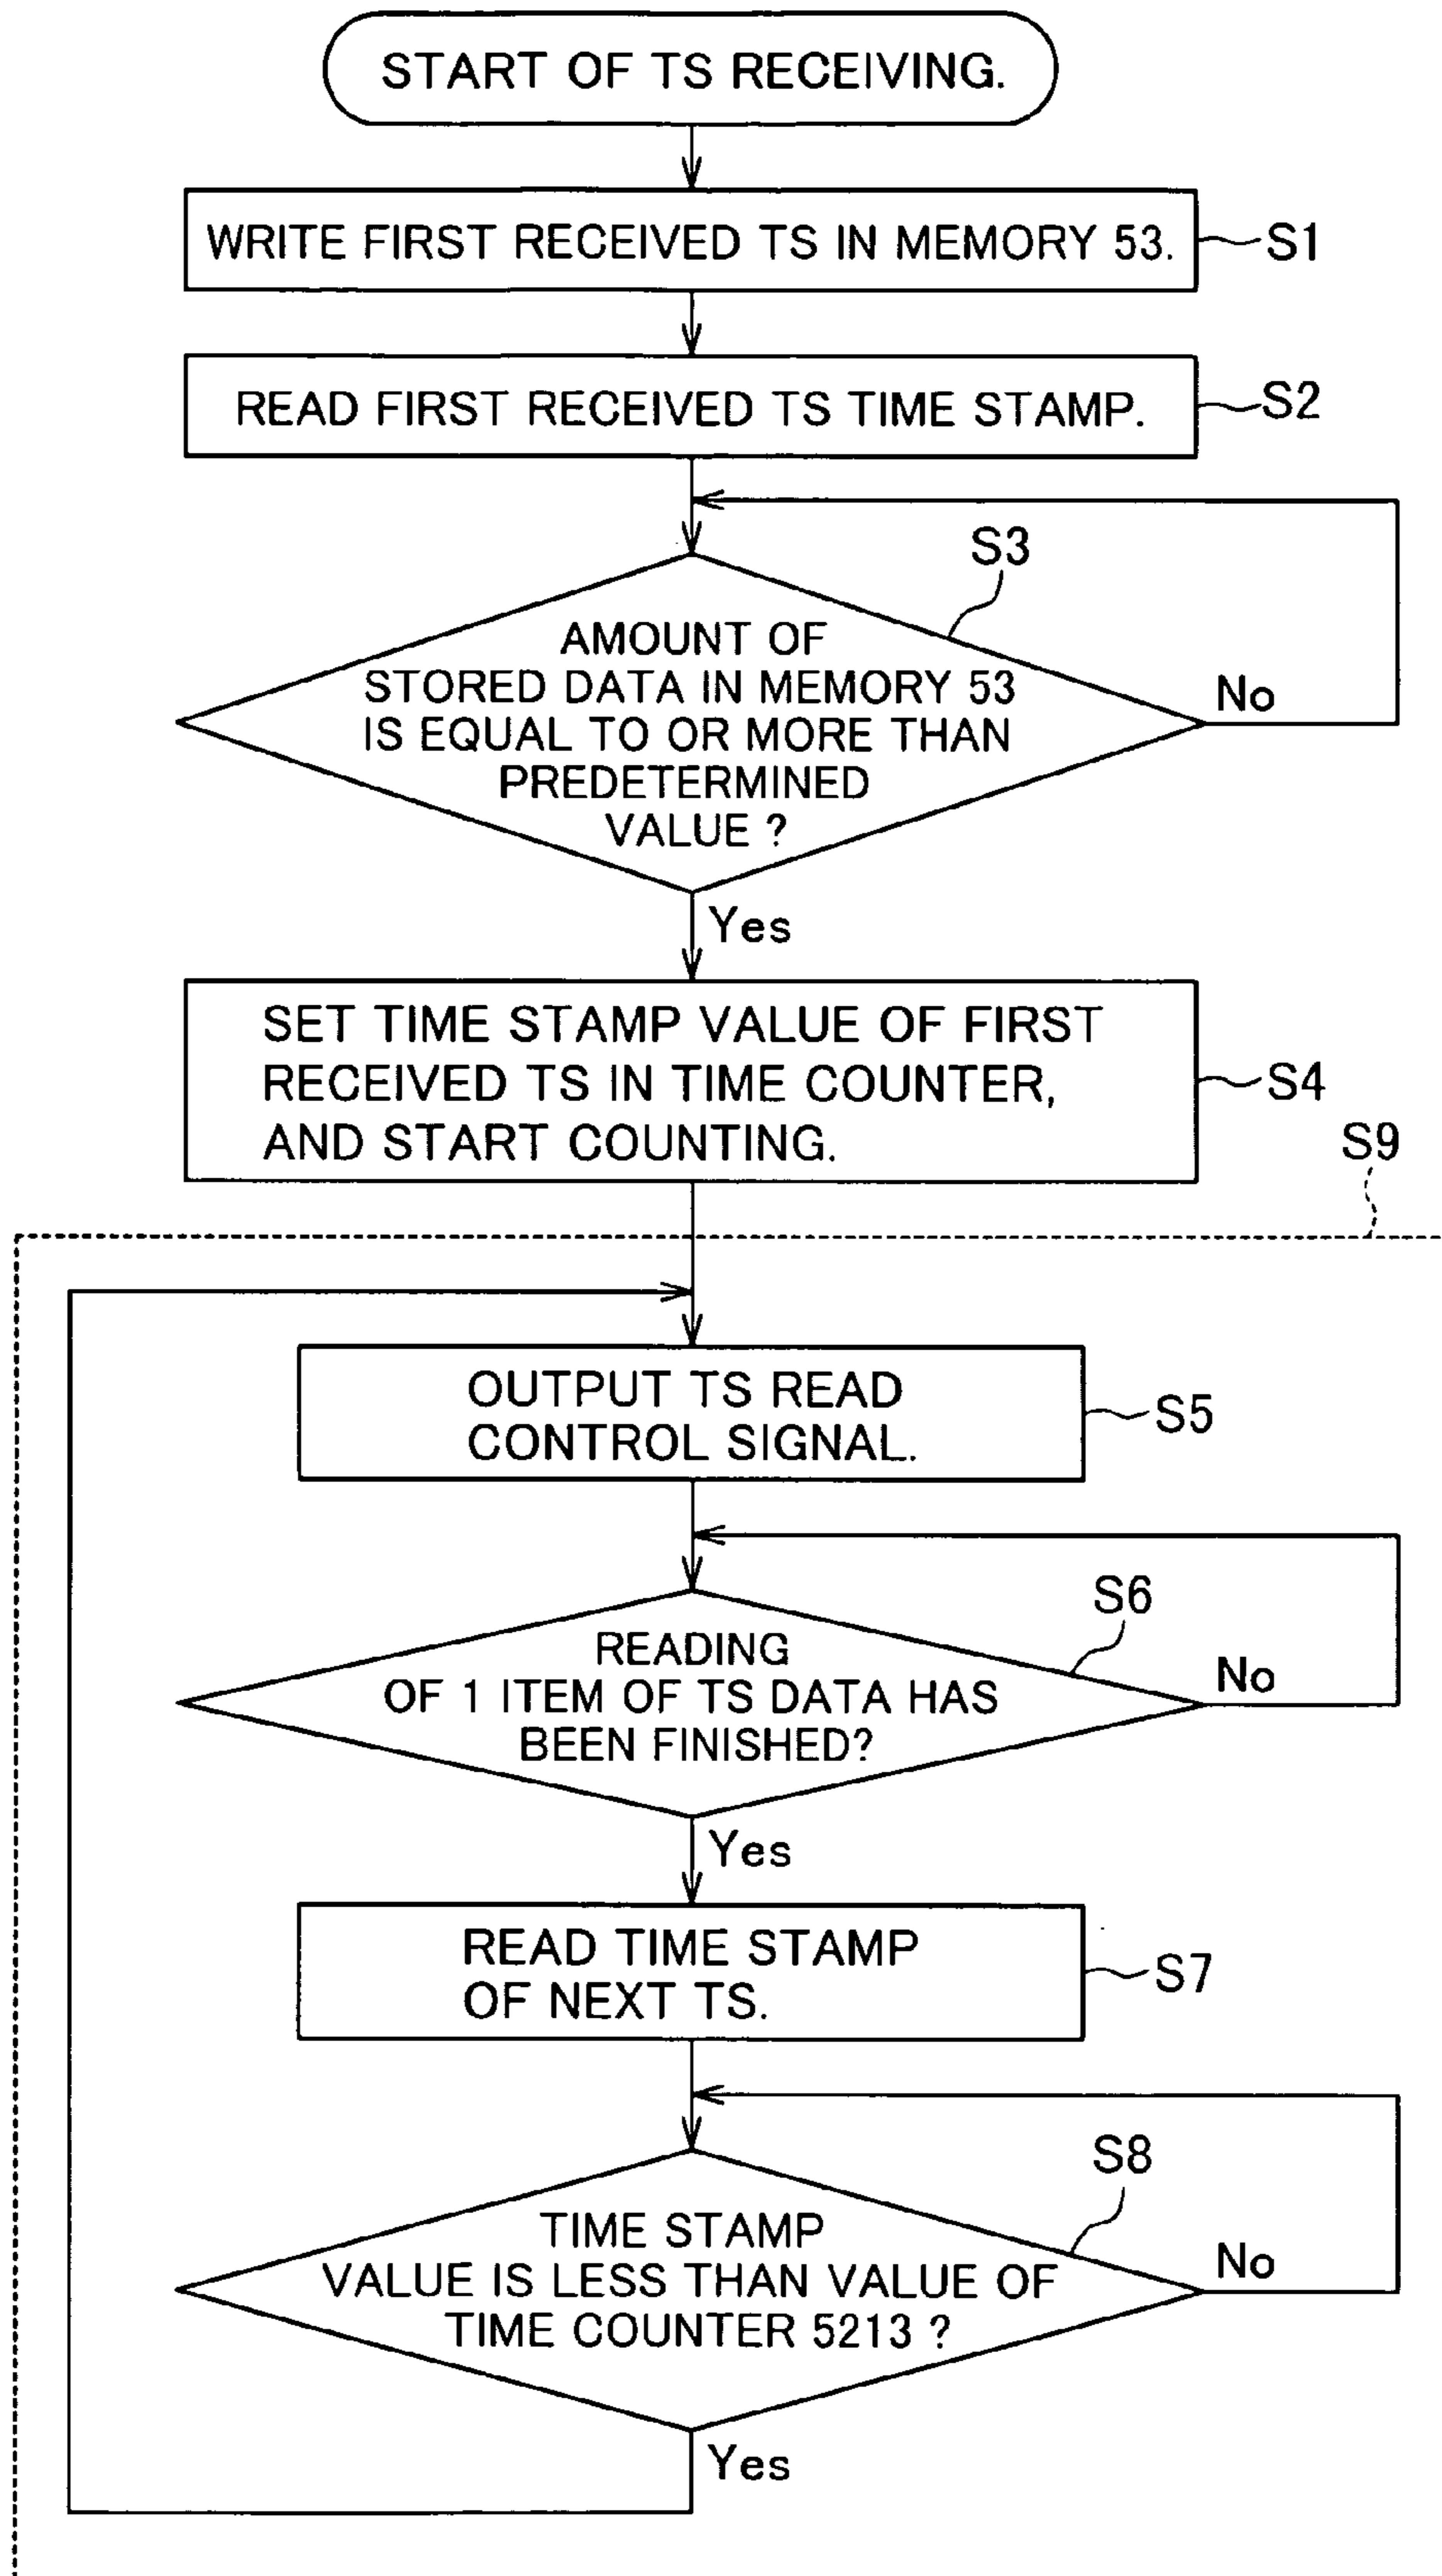 START OF TS RECEIVING.
WRITE FIRST RECEIVED TS IN MEMORY 53.
S1
READ FIRST RECEIVED TS TIME STAMP.
S2
S3
AMOUNT OF
STORED DATA IN MEMORY 53
IS EQUAL TO OR MORE THAN
PREDETERMINED
VALUE ?
No
Yes
SET TIME STAMP VALUE OF FIRST
RECEIVED TS IN TIME COUNTER,
AND START COUNTING.
S4
S9
OUTPUT TS READ
CONTROL SIGNAL.
S5
S6
READING
OF 1 ITEM OF TS DATA HAS
BEEN FINISHED?
No
Yes
READ TIME STAMP
OF NEXT TS.
S7
S8
TIME STAMP
VALUE IS LESS THAN VALUE OF
TIME COUNTER 5213 ?
No
Yes